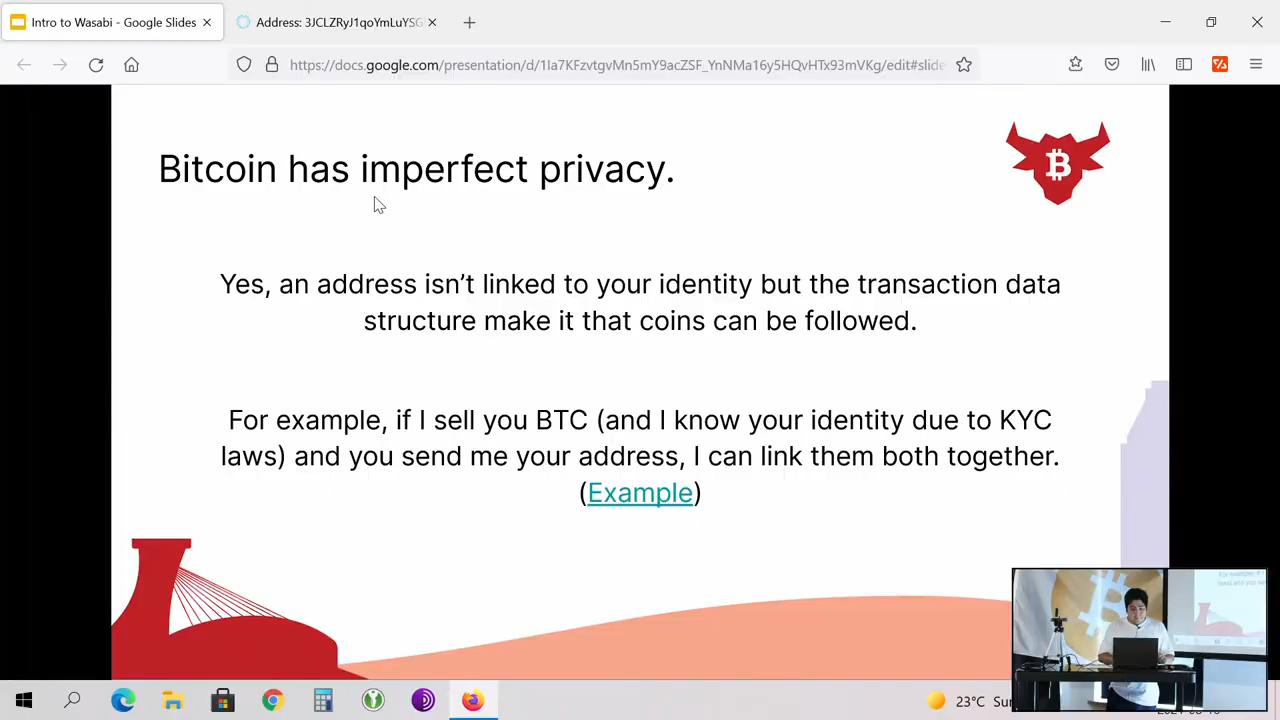 Intro to Wasabi - Google Slides
Address: 3JCLZRyJ1qoYmLuYSG
https://docs.google.com/presentation/d/1Ia7KFzvtgvMn5mY9acZSF_YnNMa16y5HQvHTx93mVKg/edit#slide
Bitcoin has imperfect privacy.
Yes, an address isn’t linked to your identity but the transaction data
structure make it that coins can be followed.
For example, if I sell you BTC (and I know your identity due to KYC
laws) and you send me your address, I can link them both together.
(Example)
23°C